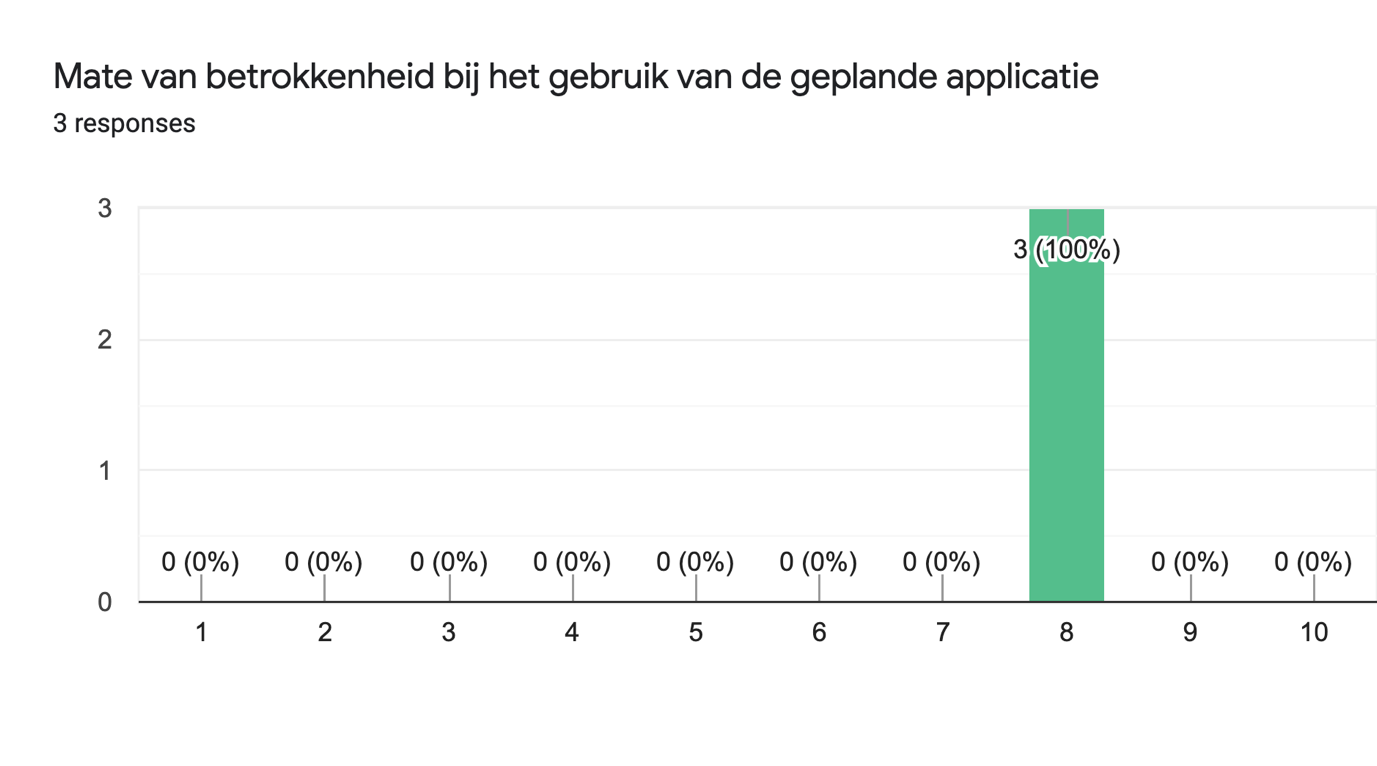 Mate van betrokkenheid bij het gebruik van de geplande applicatie
3 responses
3
3 (100%)
2
1
0 (0%) 0 (0%) 0 (0%) 0 (0%) 0 (0%) 0 (0%) 0 (0%) 0 (0%) 0 (0%)
0
1 2 3 4 5 6 7 8 9 10